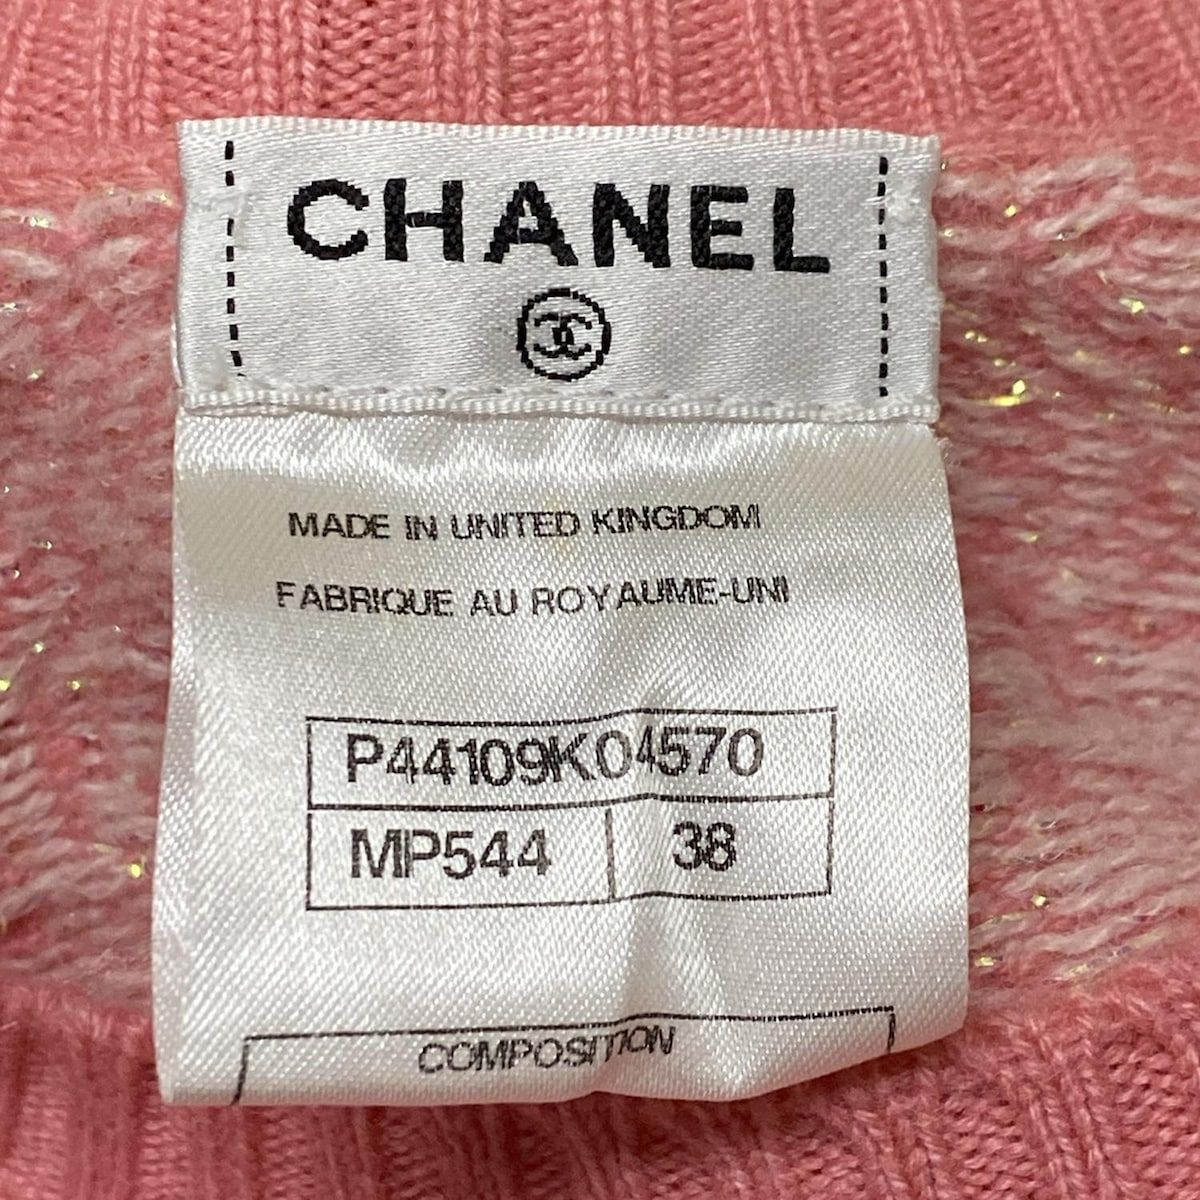 CHANEL
MADE IN UNITED KINGDOM
FABRIQUE AU ROYAUME-UNI
P44109K04570
MP544 38
COMPOSITION